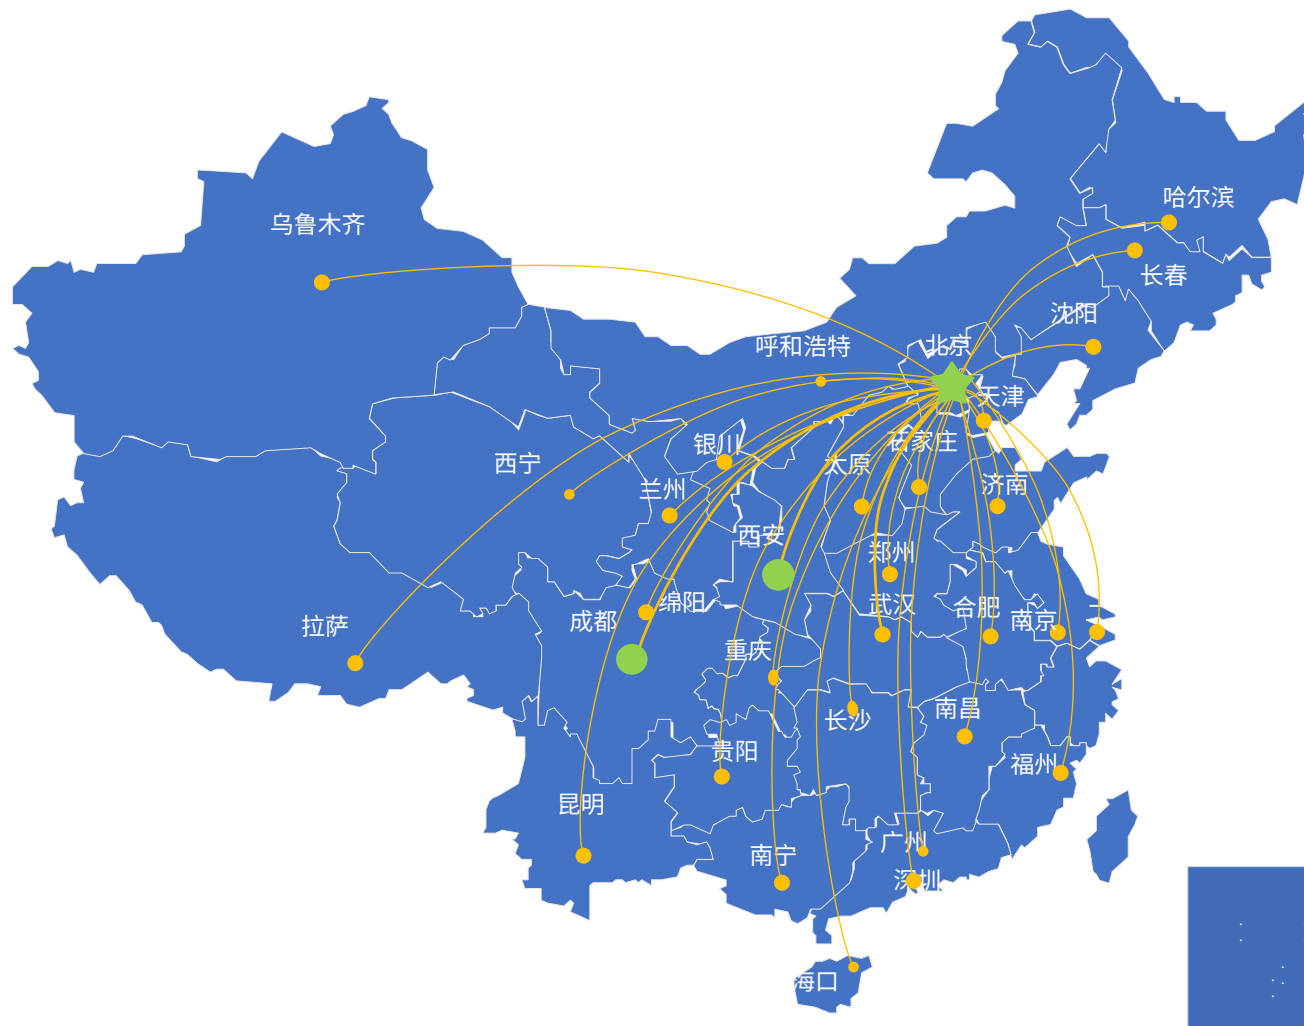 哈尔滨
乌鲁木齐
长春
沈阳
呼和浩特
北京
天津
石家庄
银川
西宁
太原
兰州
济南
西安
郑州
绵阳
武汉
合肥
南京
成都
拉萨
重庆
南昌
长沙
贵阳
福州
昆明
广州
南宁
深圳
海口